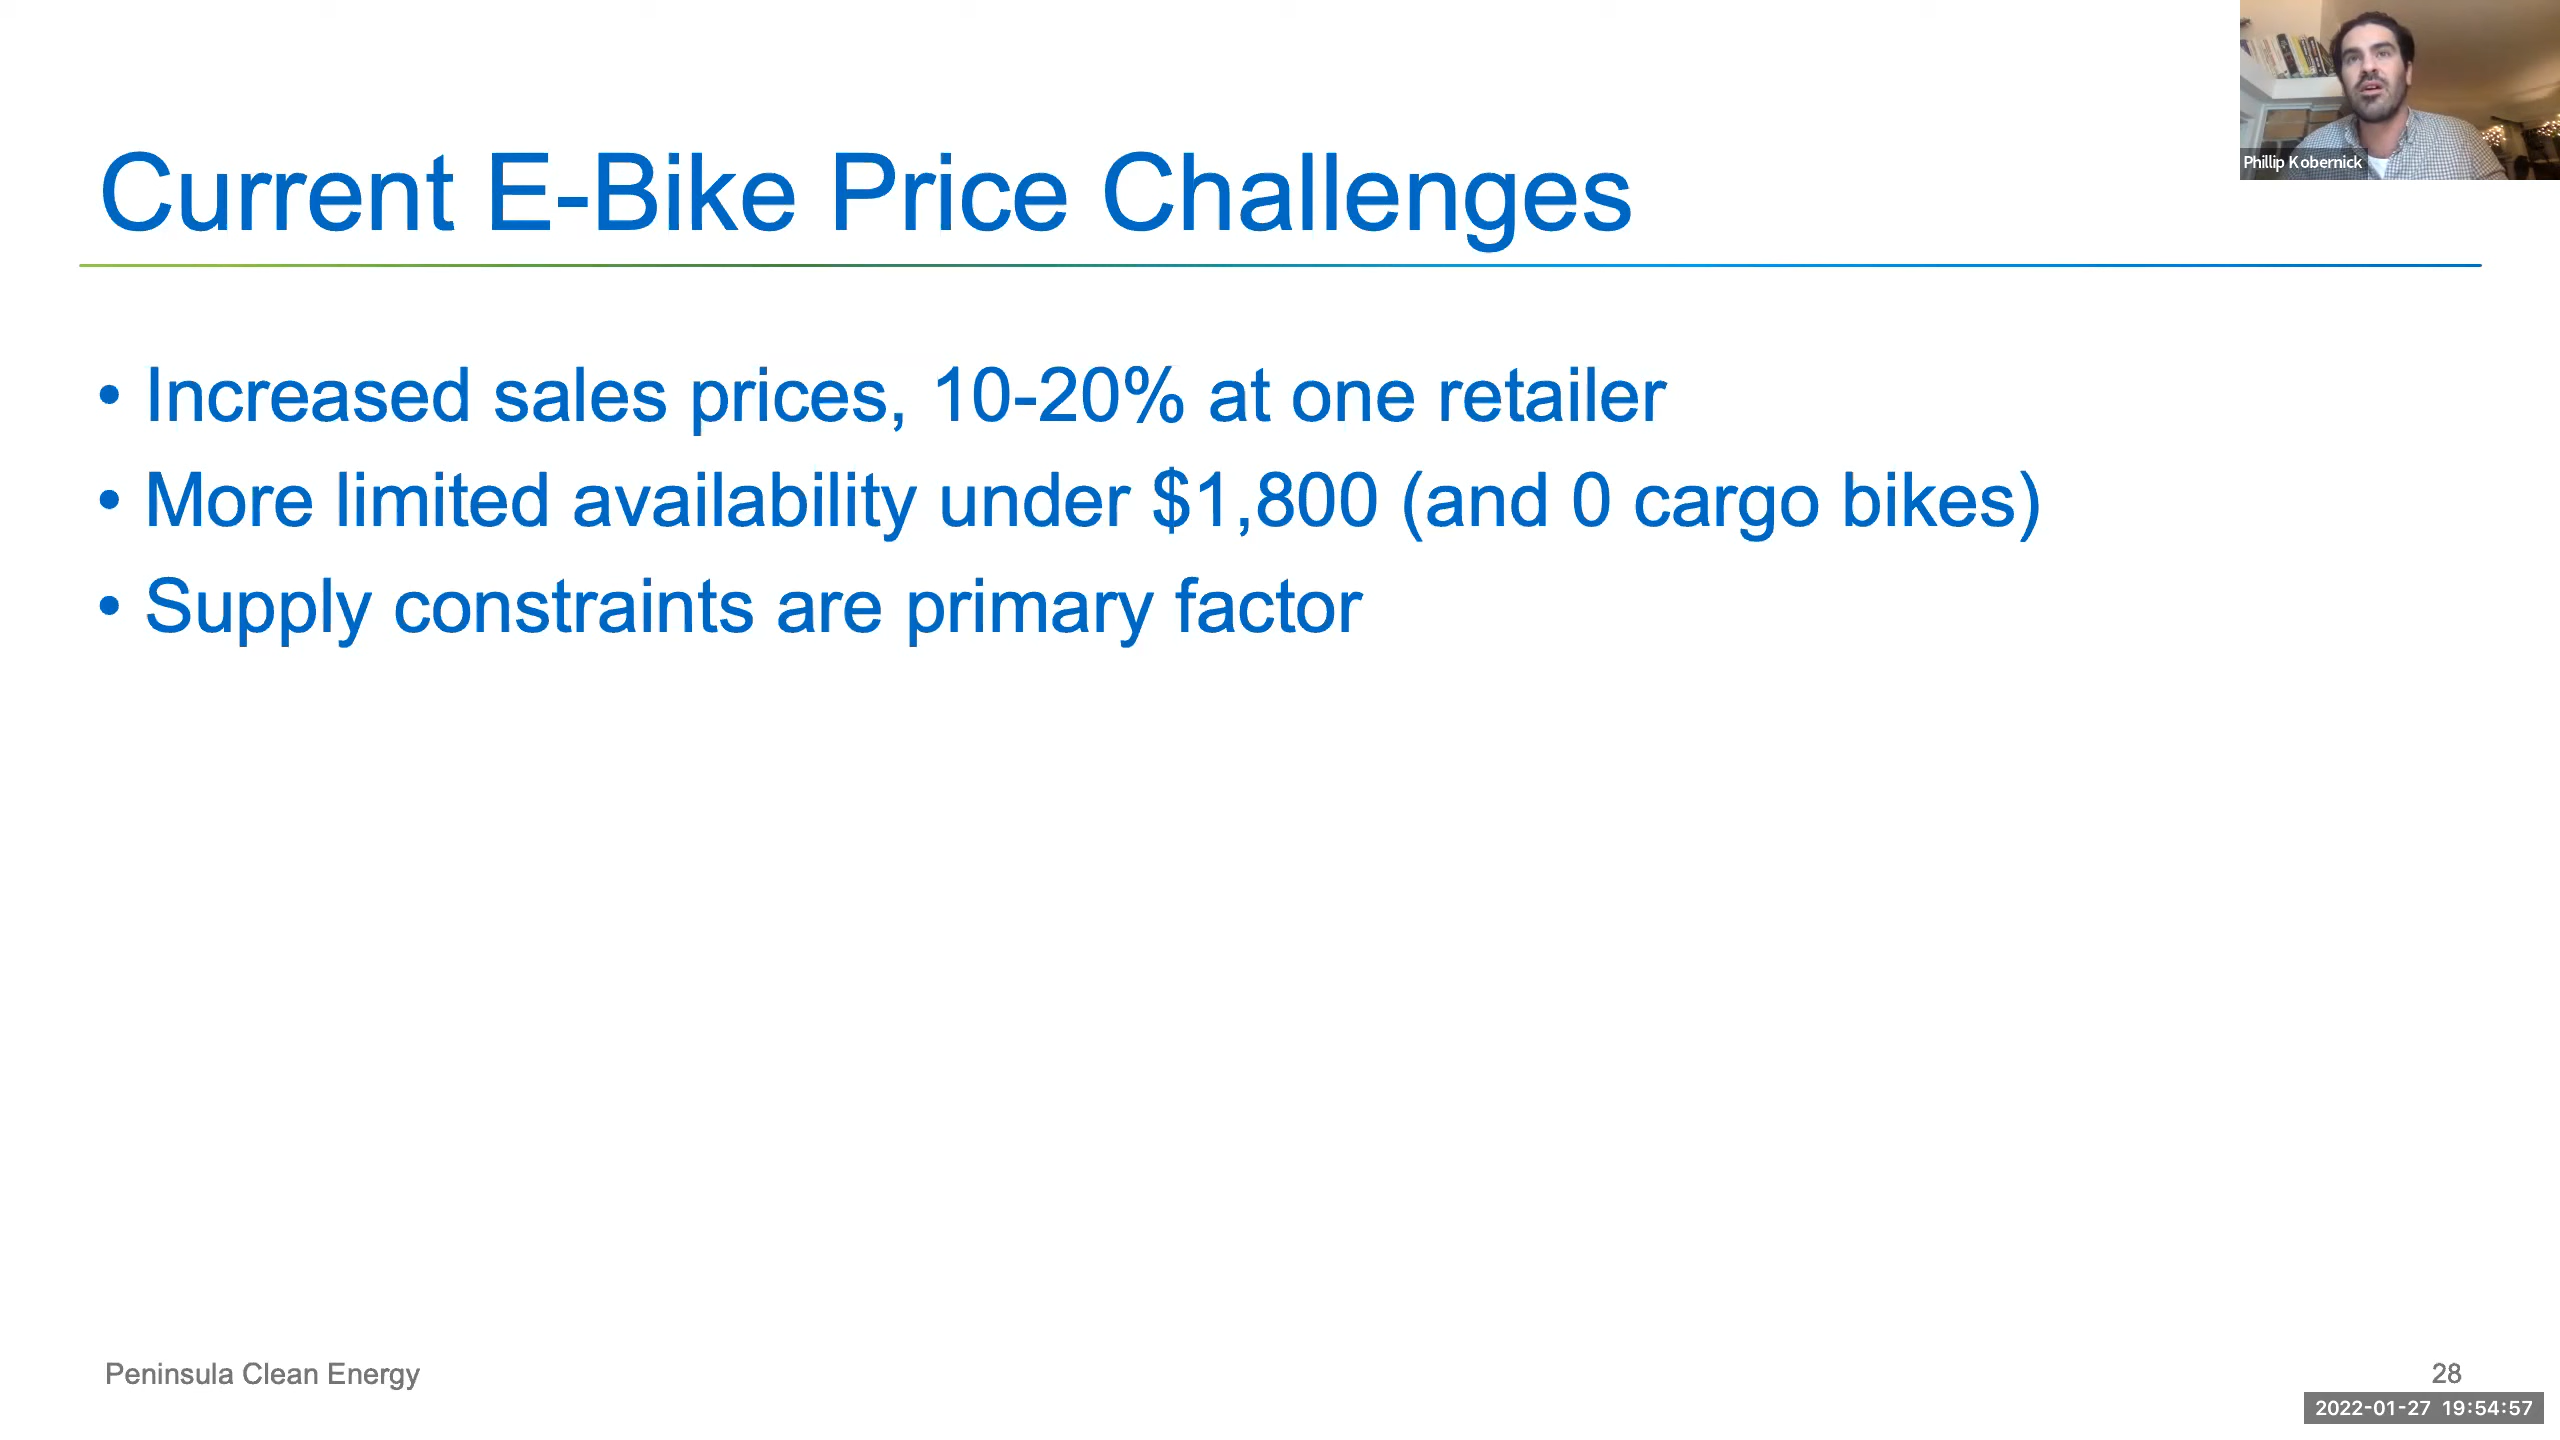 Phillip Kobernick
Current E-Bike Price Challenges
• Increased sales prices, 10-20% at one retailer
• More limited availability under $1,800 (and 0 cargo bikes)
• Supply constraints are primary factor
Peninsula Clean Energy
28
2022-01-27 19:54:57